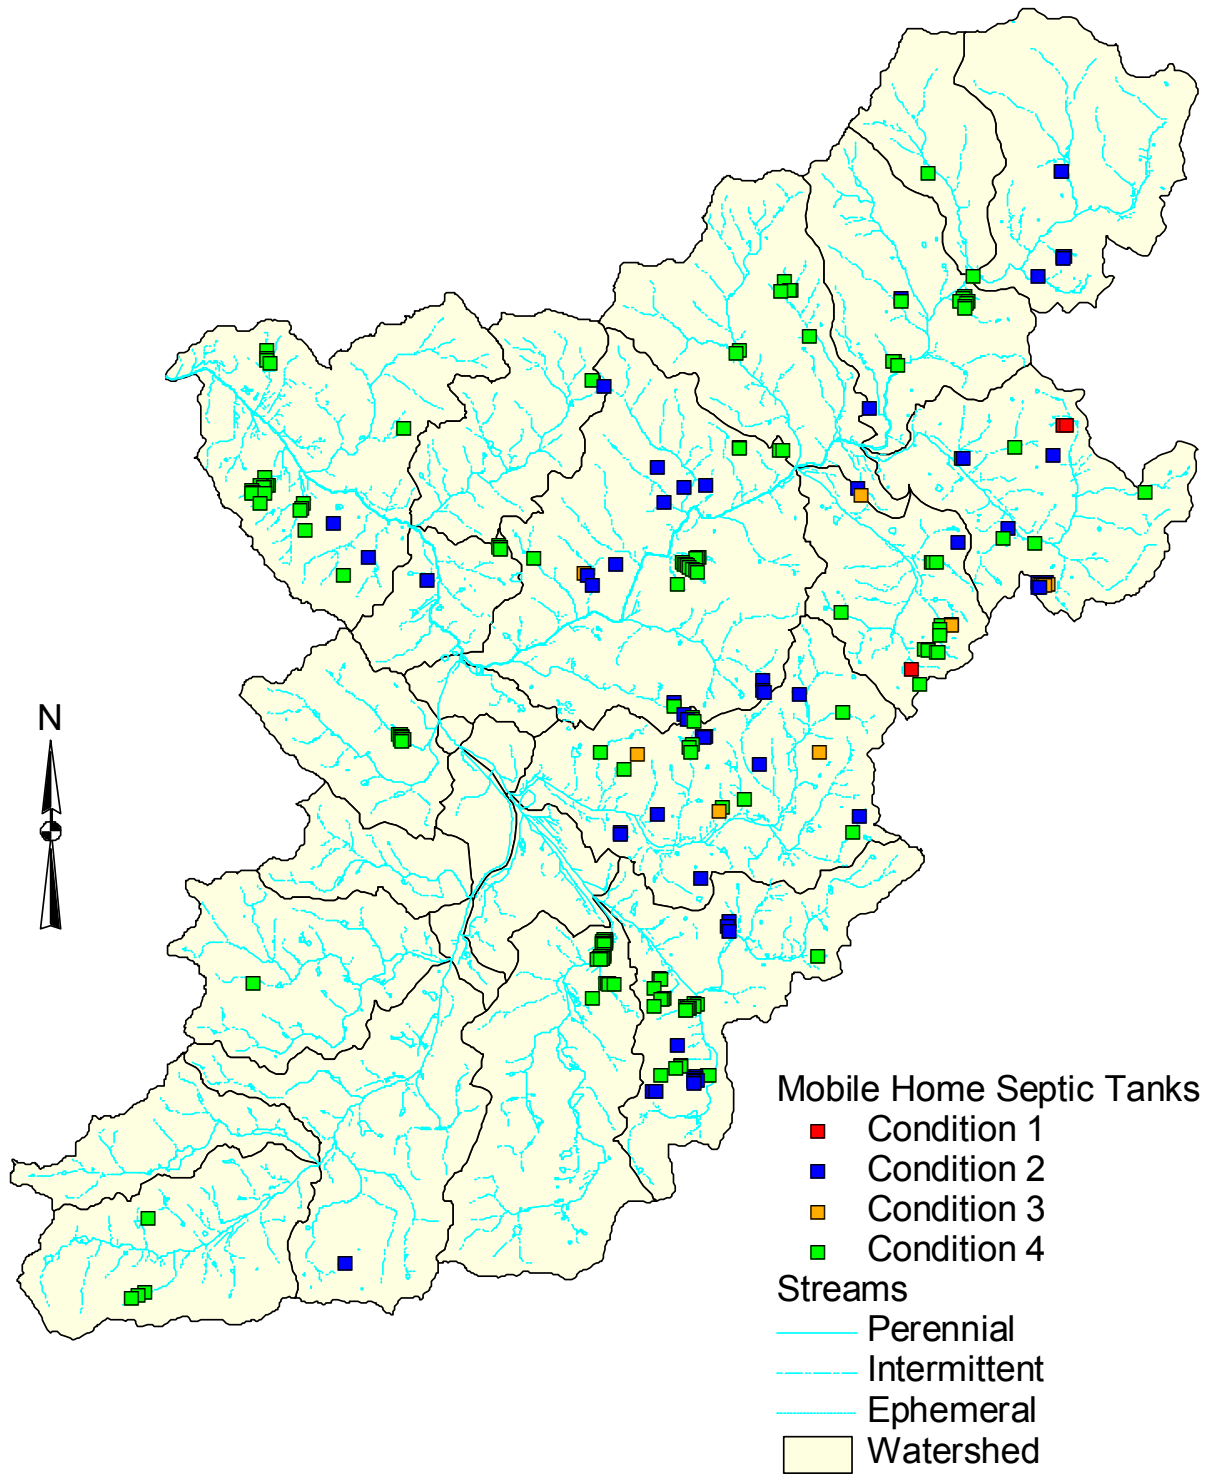 N
Mobile Home Septic Tanks
Condition 1
Condition 2
Condition 3
Condition 4
Streams
Perennial
Intermittent
Ephemeral
Watershed